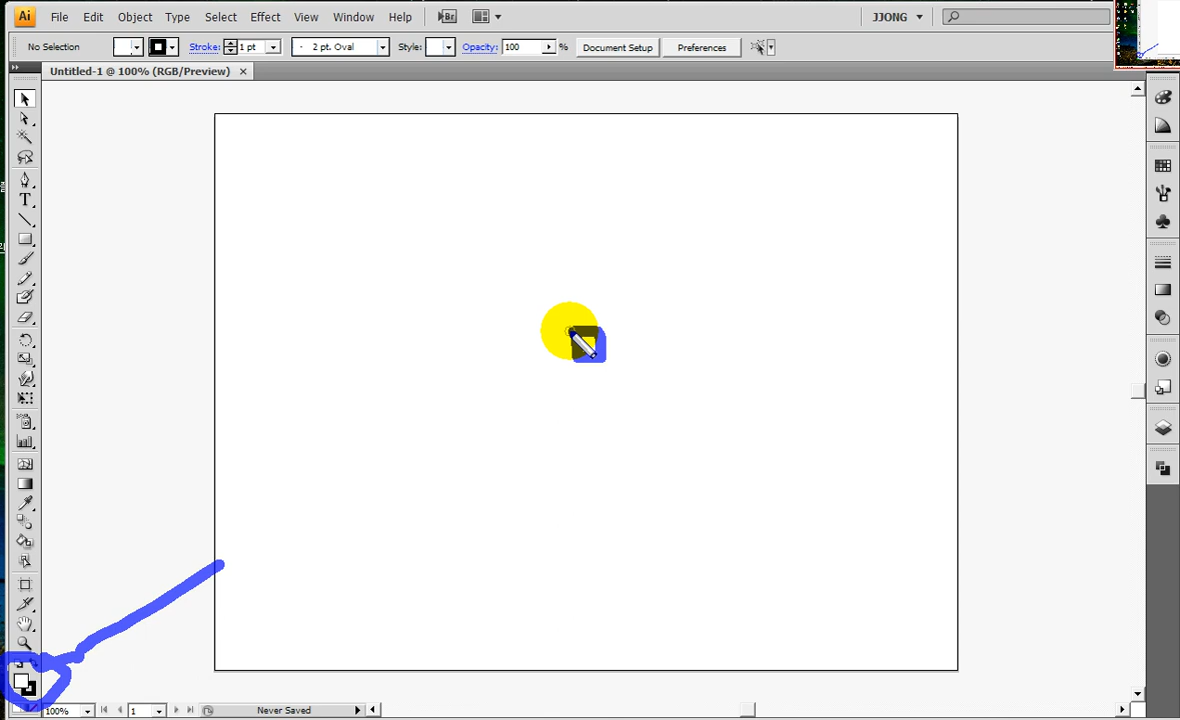 Ai File Edit Object Type Select Effect View Window Help Br JJONG
No Selection Stroke: 1 pt 2 pt. Oval Style: Opacity: 100 % Document Setup Preferences
Untitled-1 @ 100% (RGB/Preview)
T
100% 1 Never Saved